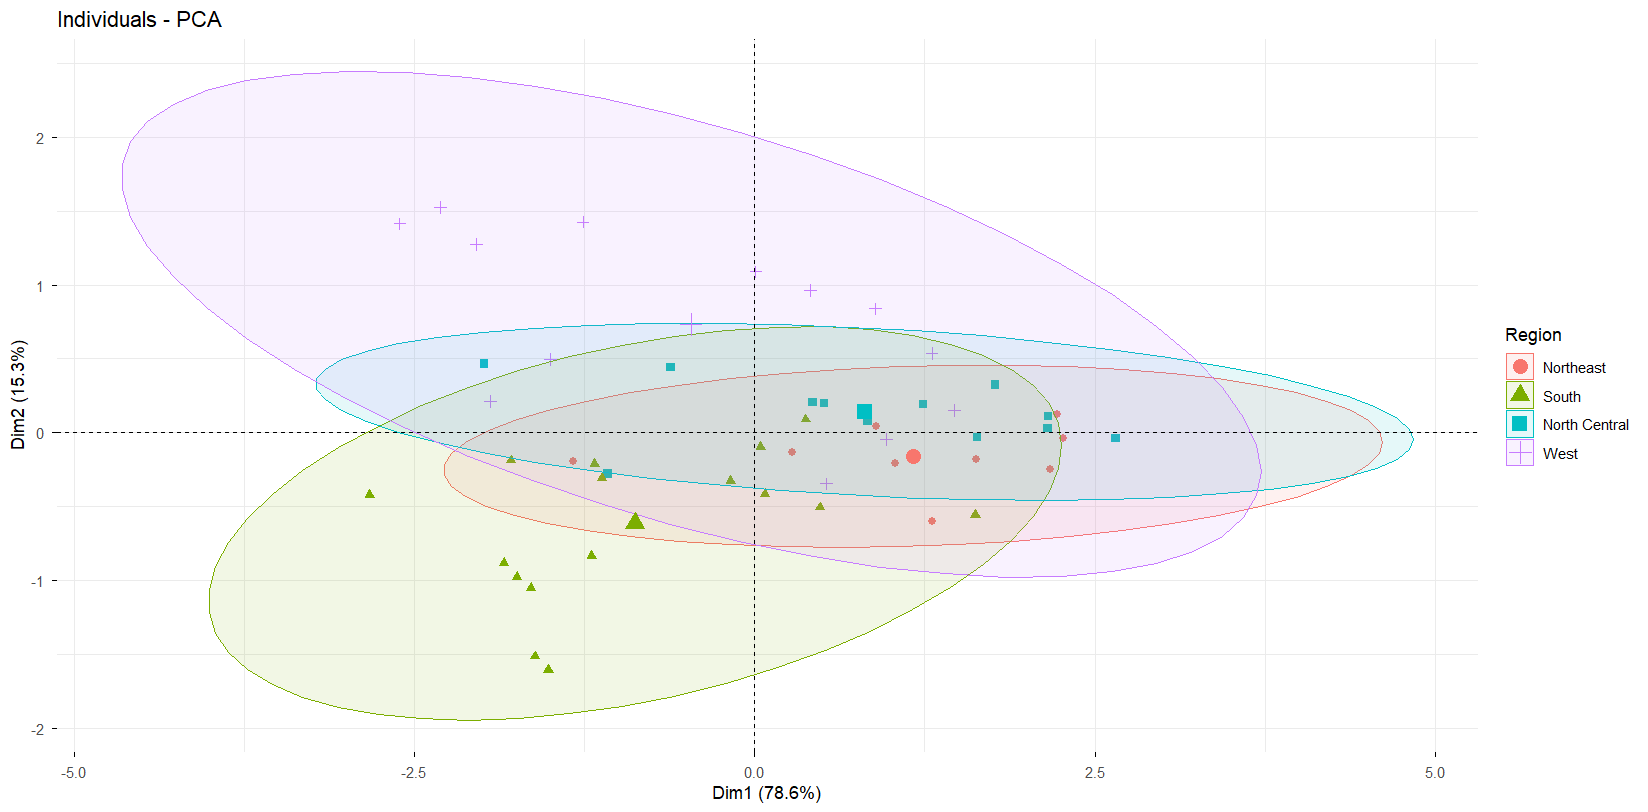 Individuals - PCA
2
1
0
-1
-2
Dim2 (15.3%)
-5.0
-2.5
0.0
2.5
5.0
Dim1 (78.6%)
Region
Northeast
South
North Central
West